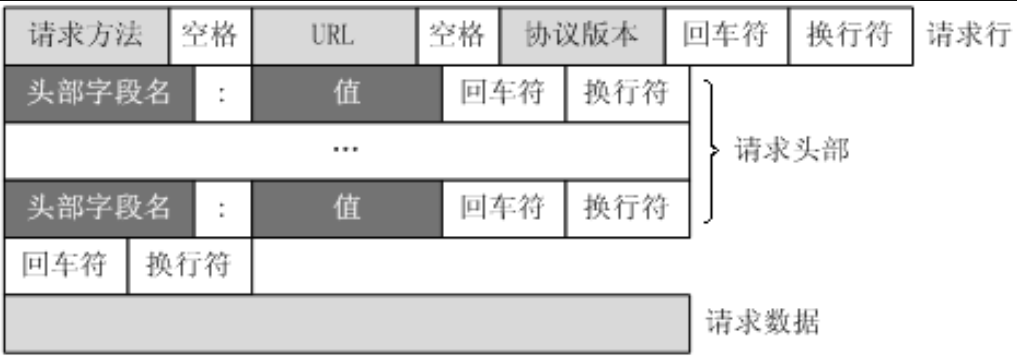 请求方法 空格 URL 空格 协议版本 回车符 换行符 请求行
头部字段名 : 值 回车符 换行符
... 请求头部
头部字段名 : 值 回车符 换行符
回车符 换行符
请求数据